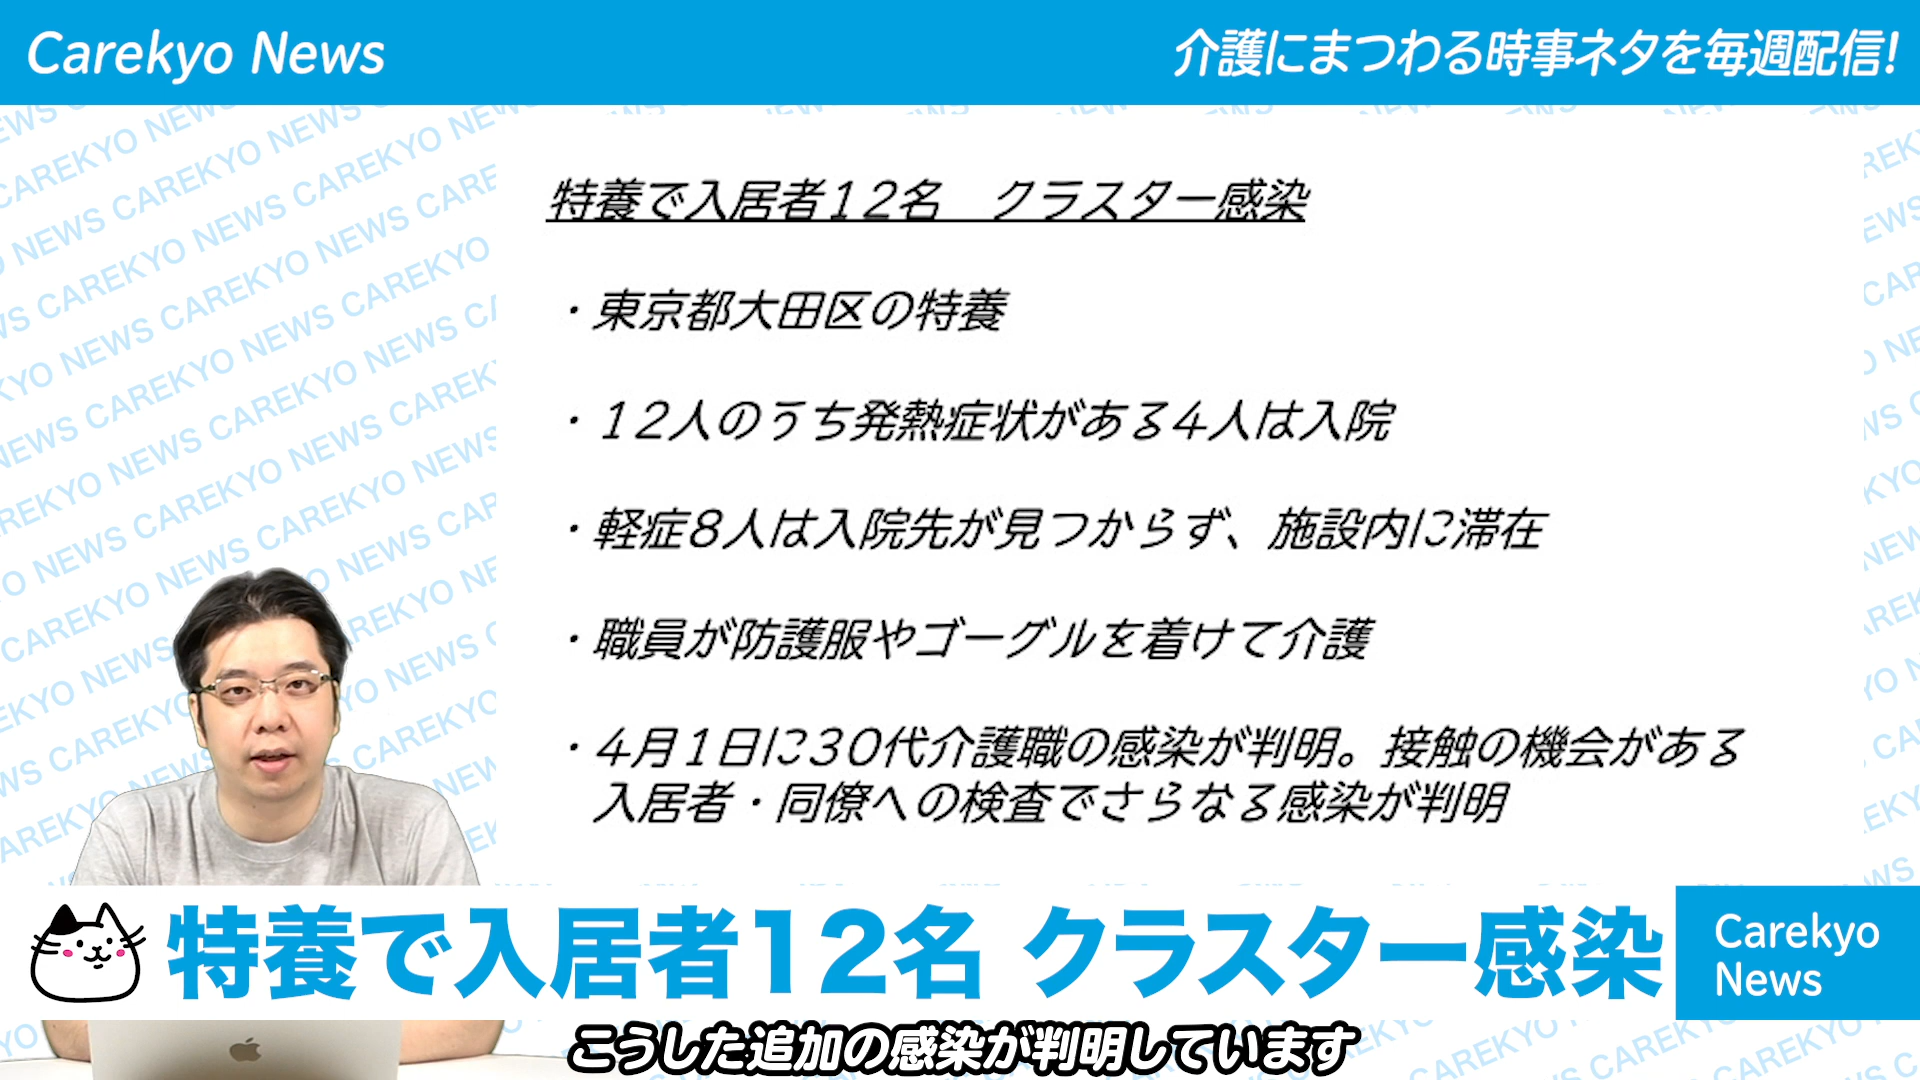 Carekyo News
介護にまつわる時事ネタを毎週配信!
特養で入居者12名　クラスター感染
・東京都大田区の特養
・12人のうち発熱症状がある4人は入院
・軽症8人は入院先が見つからず、施設内に滞在
・職員が防護服やゴーグルを着けて介護
・4月1日に30代介護職の感染が判明。接触の機会がある
入居者・同僚への検査でさらなる感染が判明
特養で入居者12名 クラスター感染
Carekyo
News
こうした追加の感染が判明しています